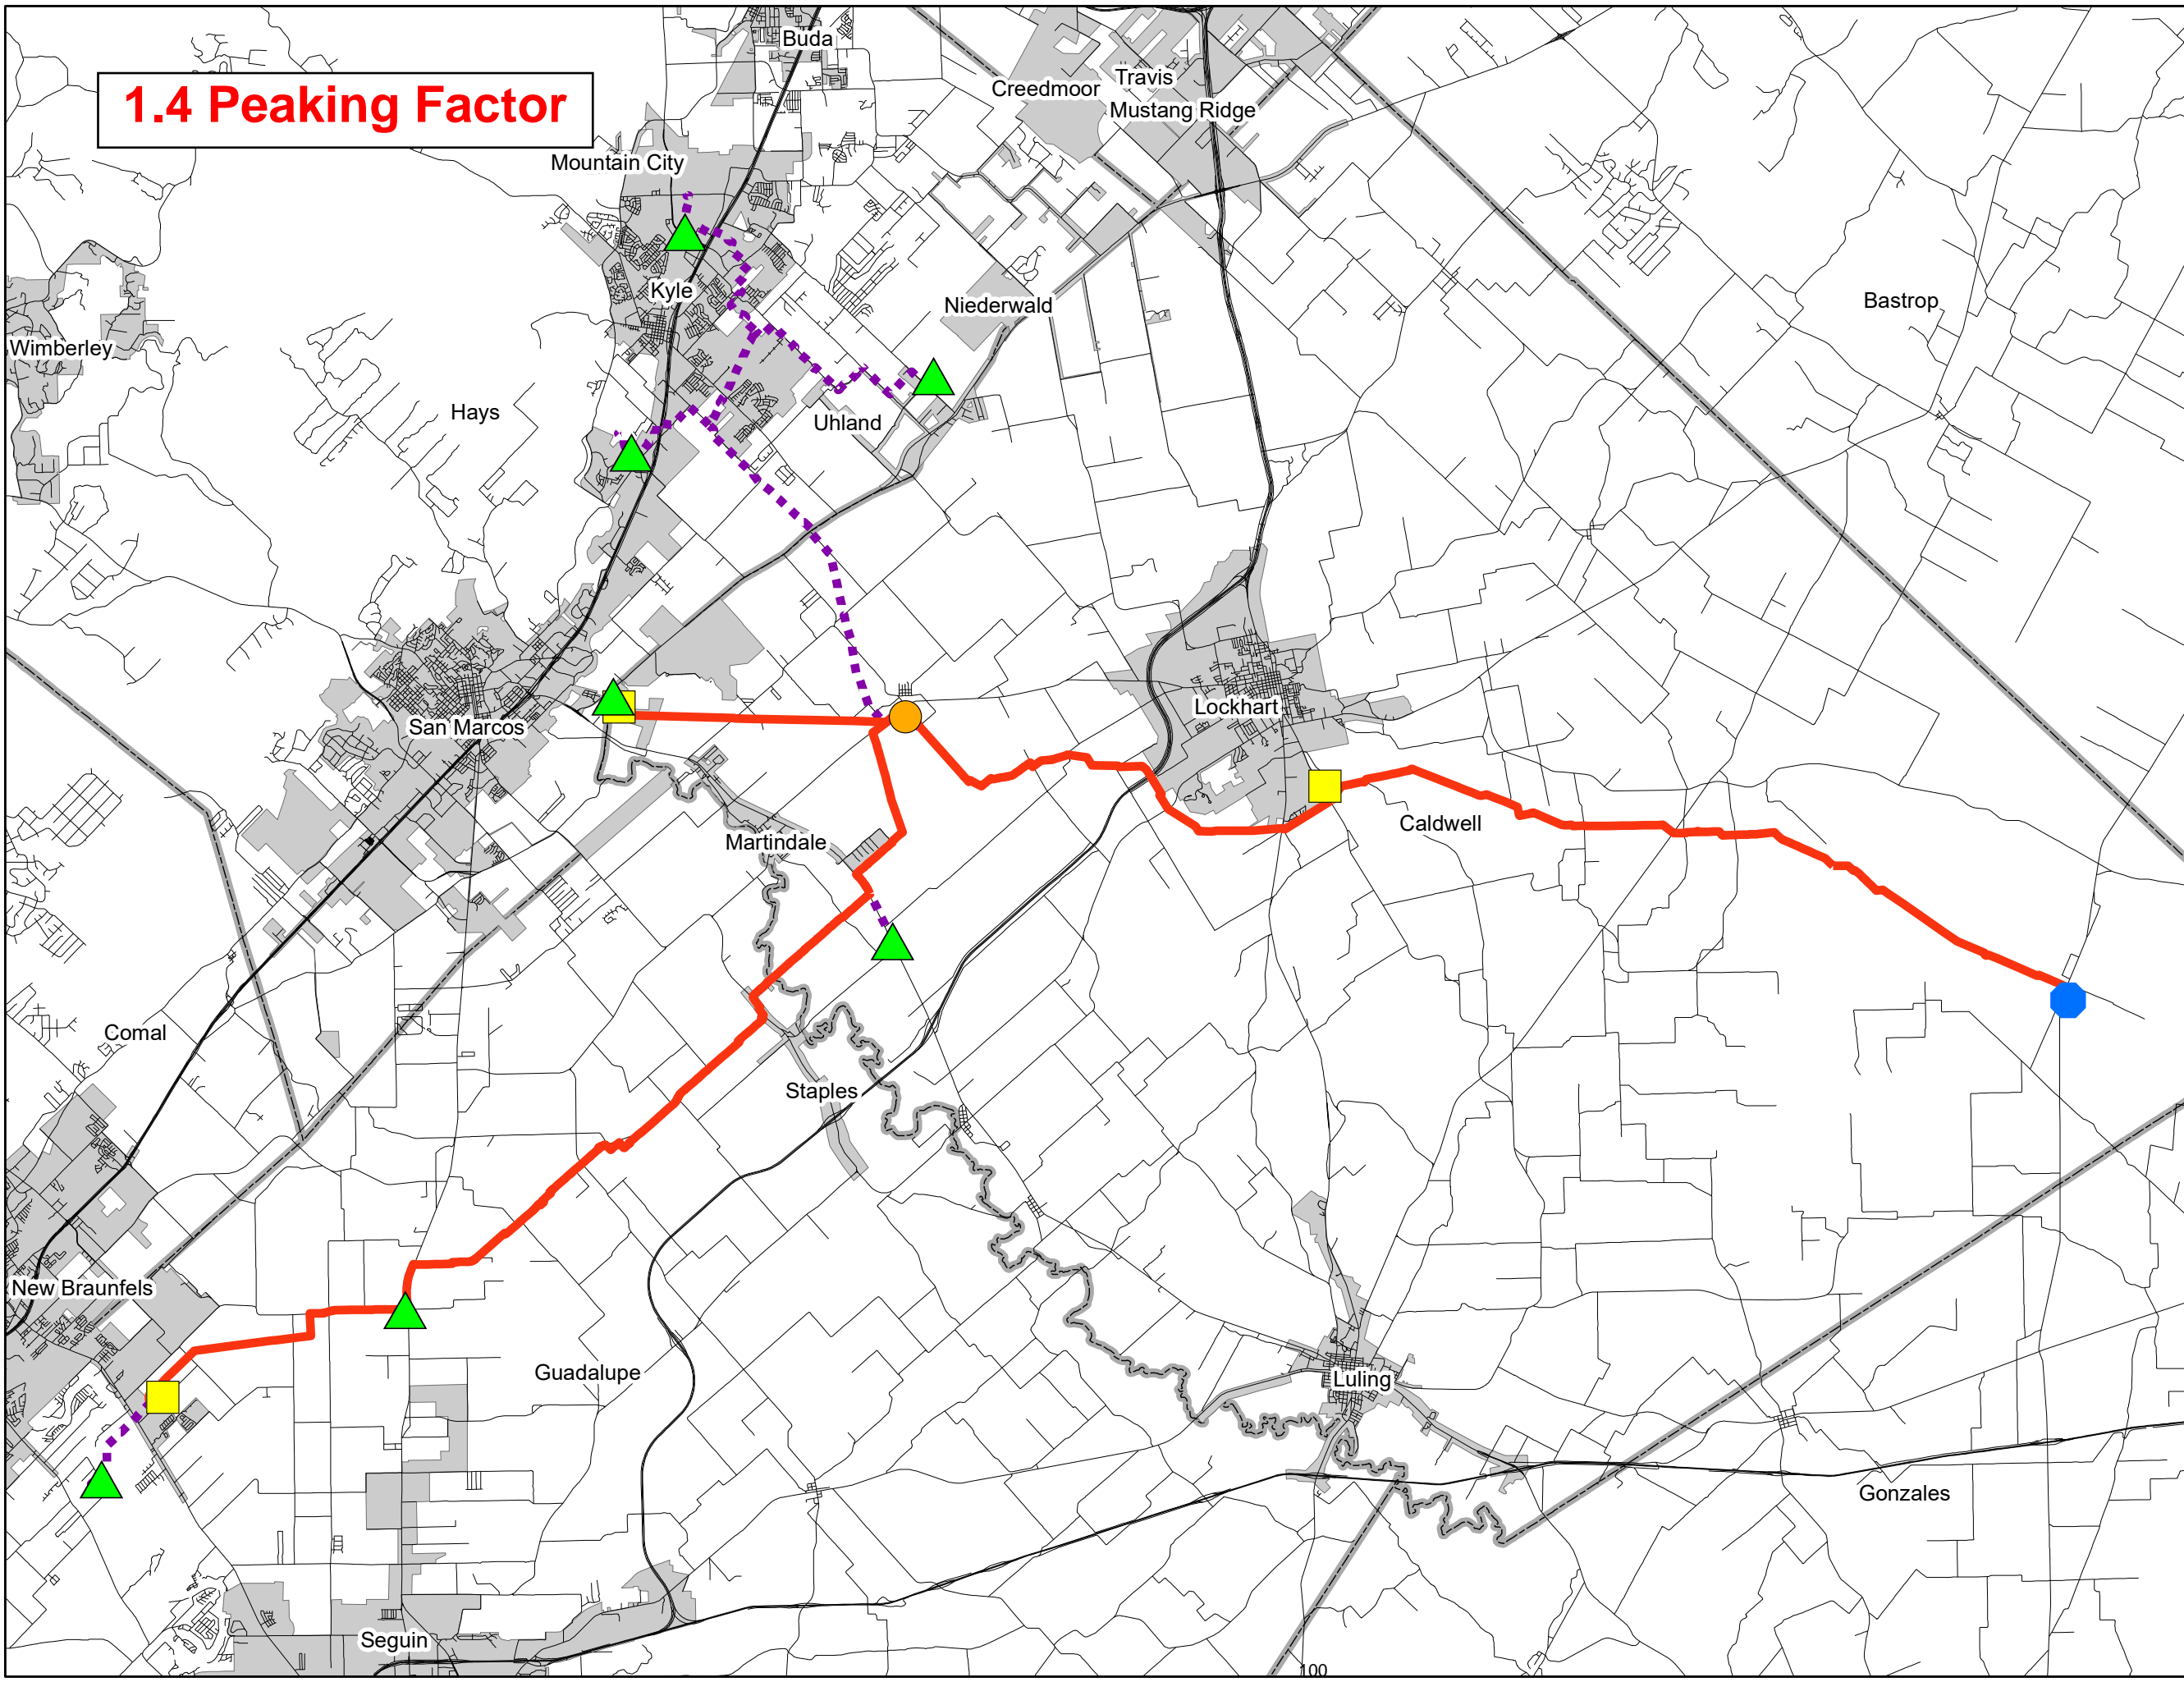 Buda
1.4 Peaking Factor
Creedmoor
Travis
Mustang Ridge
Mountain City
Kyle
Niederwald
Bastrop
Wimberley
Hays
Uhland
Lockhart
San Marcos
Caldwell
Martindale
Comal
Staples
New Braunfels
Guadalupe
Luling
Gonzales
Seguin
100